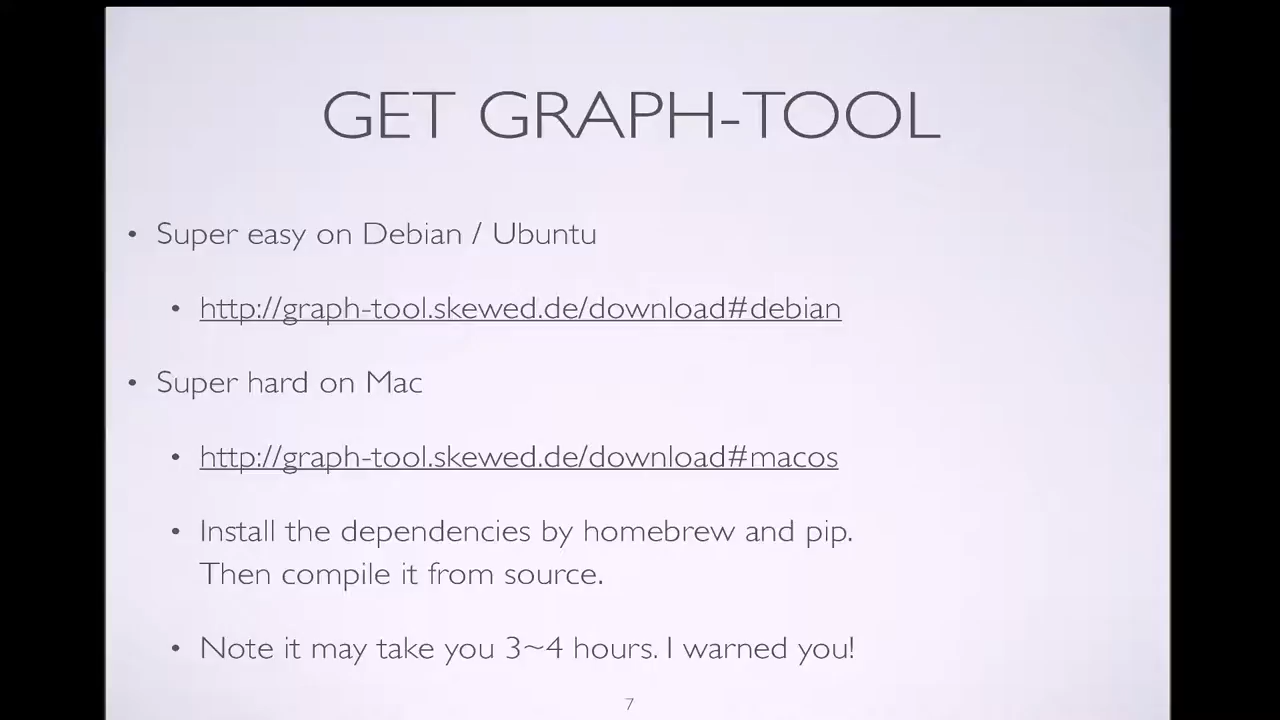 GET GRAPH-TOOL
• Super easy on Debian / Ubuntu
• http://graph-tool.skewed.de/download#debian
• Super hard on Mac
• http://graph-tool.skewed.de/download#macos
• Install the dependencies by homebrew and pip.
Then compile it from source.
• Note it may take you 3~4 hours. I warned you!
7